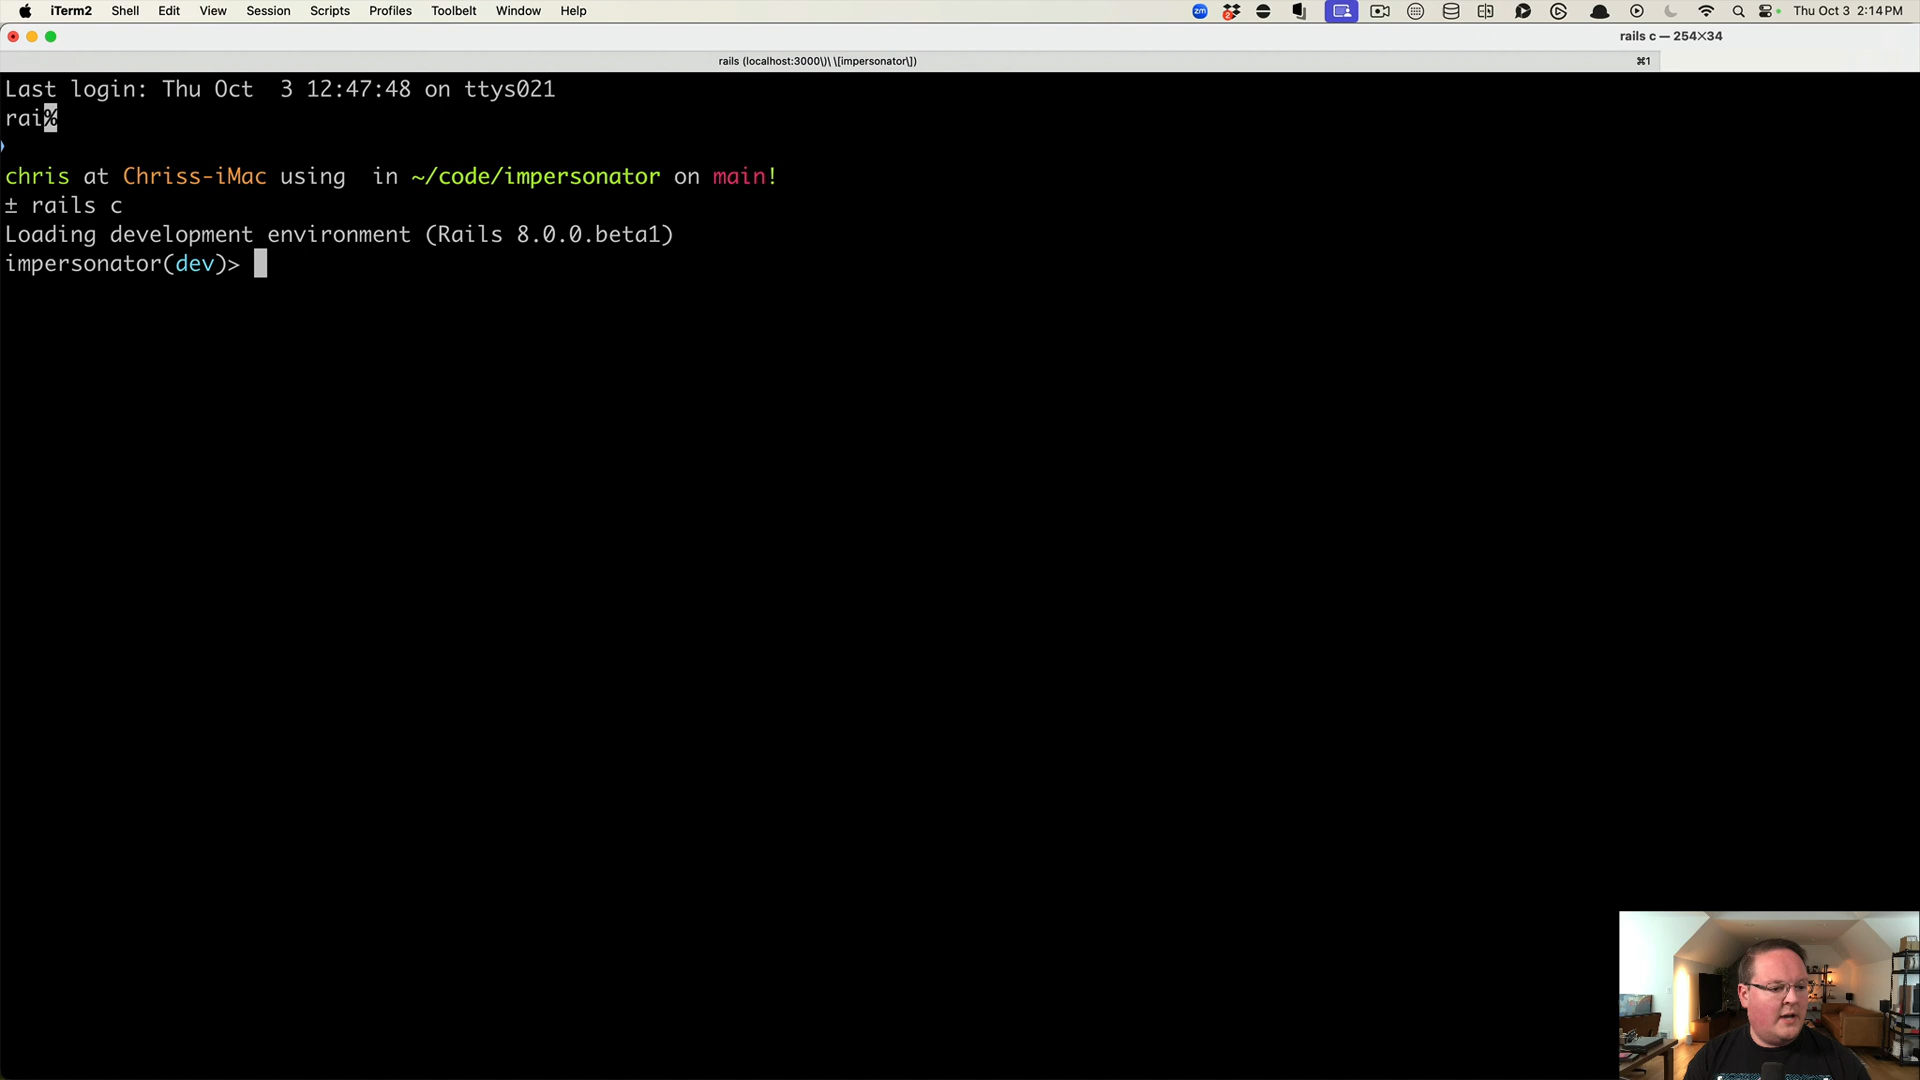 iTerm2 Shell Edit View Session Scripts Profiles Toolbelt Window Help zm 2 Thu Oct 3 2:14 PM
rails c — 254×34
rails (localhost:3000\)\ \[impersonator\]) ⌘1
Last login: Thu Oct  3 12:47:48 on ttys021
rai%
chris at Chriss-iMac using  in ~/code/impersonator on main!
± rails c
Loading development environment (Rails 8.0.0.beta1)
impersonator(dev)>